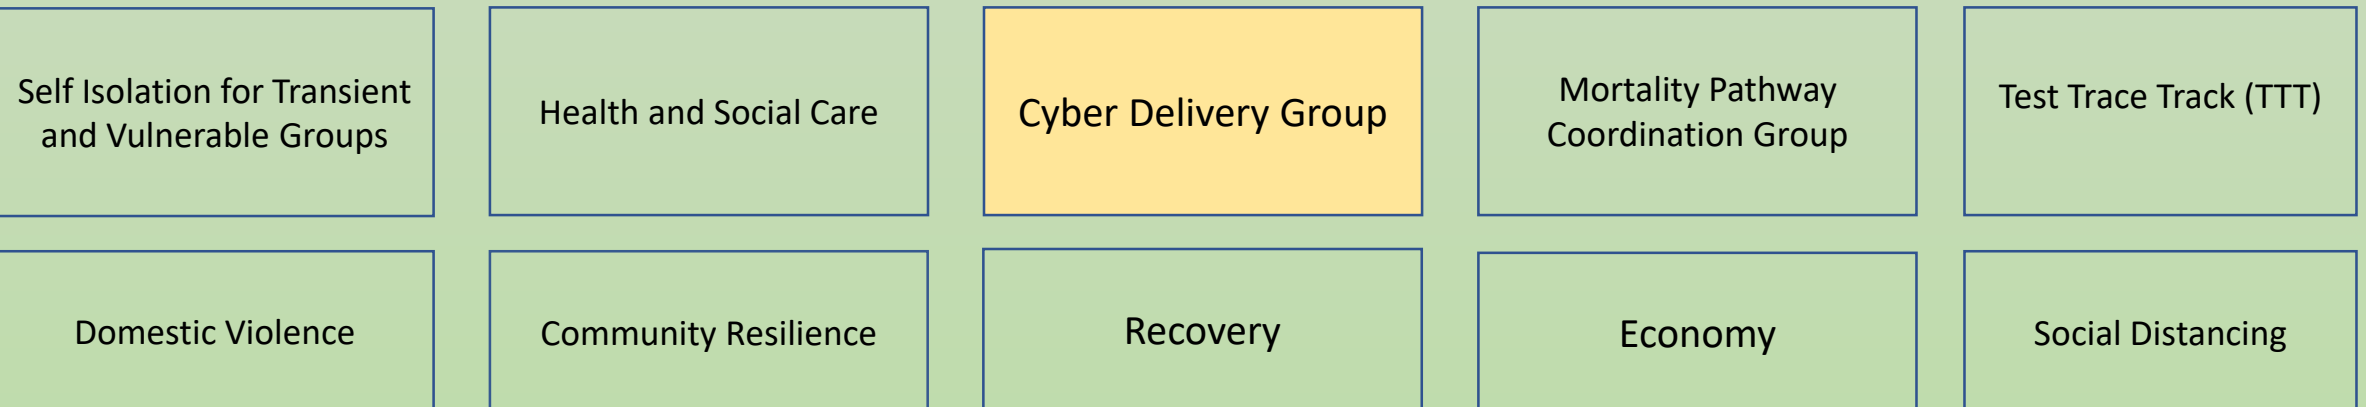 Self Isolation for Transient
and Vulnerable Groups
Health and Social Care
Cyber Delivery Group
Mortality Pathway
Coordination Group
Test Trace Track (TTT)
Domestic Violence
Community Resilience
Recovery
Economy
Social Distancing